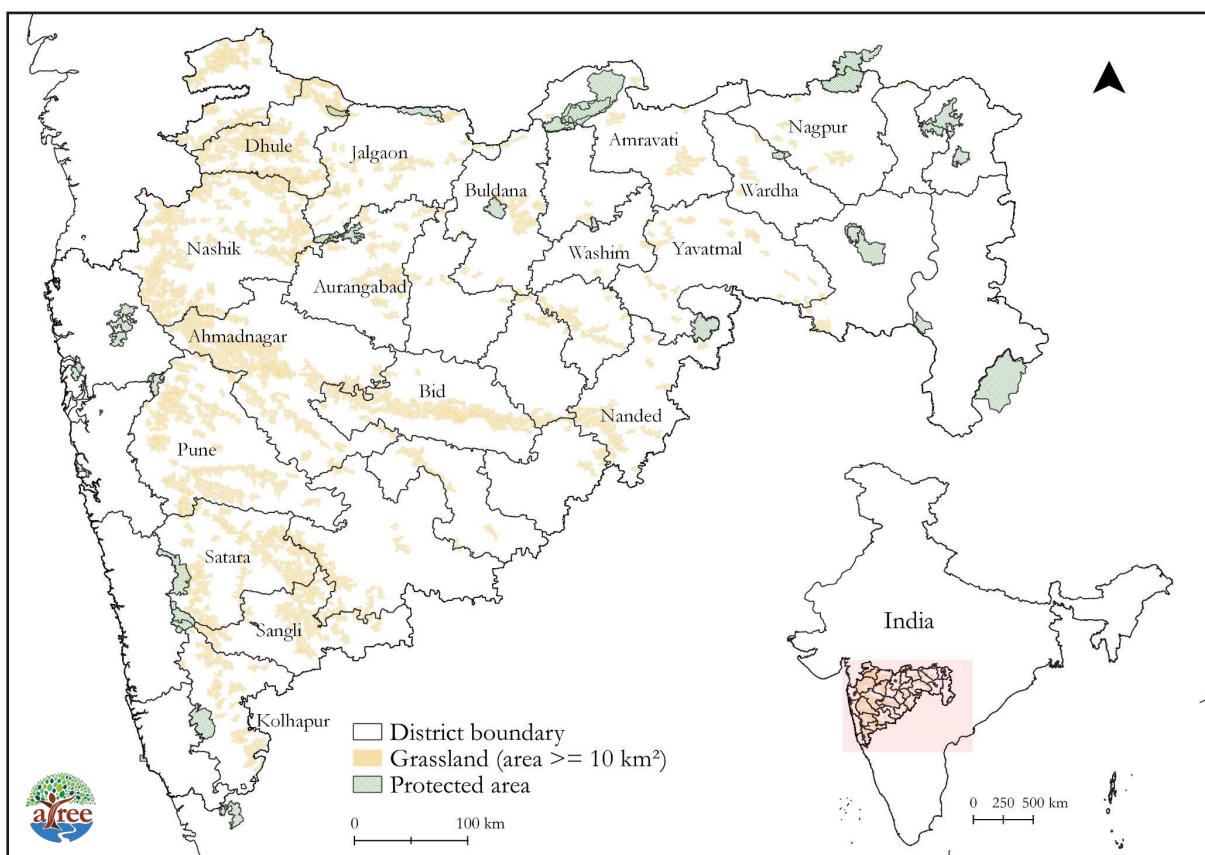 Dhule
Jalgaon
Amravati
Nagpur
Buldana
Wardha
Nashik
Washim
Yavatmal
Aurangabad
Ahmadnagar
Bid
Nanded
Pune
Satara
Sangli
Kolhapur
India
District boundary
Grassland (area >= 10 km²)
Protected area
0 100 km
0 250 500 km
atree